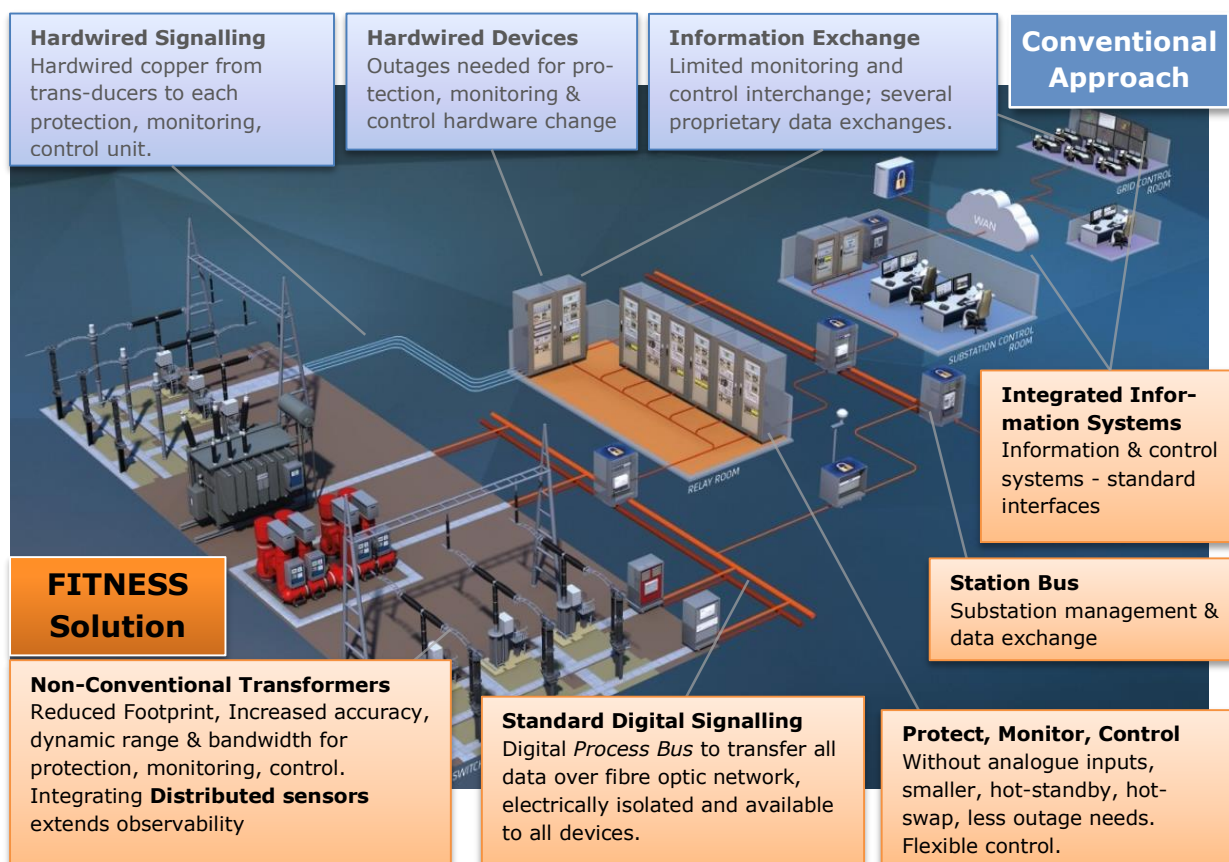 Hardwired Signalling
Hardwired copper from
trans-ducers to each
protection, monitoring,
control unit.
Hardwired Devices
Outages needed for pro-
tection, monitoring &
control hardware change
Information Exchange
Limited monitoring and
control interchange; several
proprietary data exchanges.
Conventional
Approach
GRID CONTROL
ROOM
WAN
SUBSTATION CONTROL
ROOM
RELAY ROOM
Integrated Infor-
mation Systems
Information & control
systems - standard
interfaces
Station Bus
Substation management &
data exchange
FITNESS
Solution
Non-Conventional Transformers
Reduced Footprint, Increased accuracy,
dynamic range & bandwidth for
protection, monitoring, control.
Integrating Distributed sensors
extends observability
SWITCH
Standard Digital Signalling
Digital Process Bus to transfer all
data over fibre optic network,
electrically isolated and available
to all devices.
Protect, Monitor, Control
Without analogue inputs,
smaller, hot-standby, hot-
swap, less outage needs.
Flexible control.